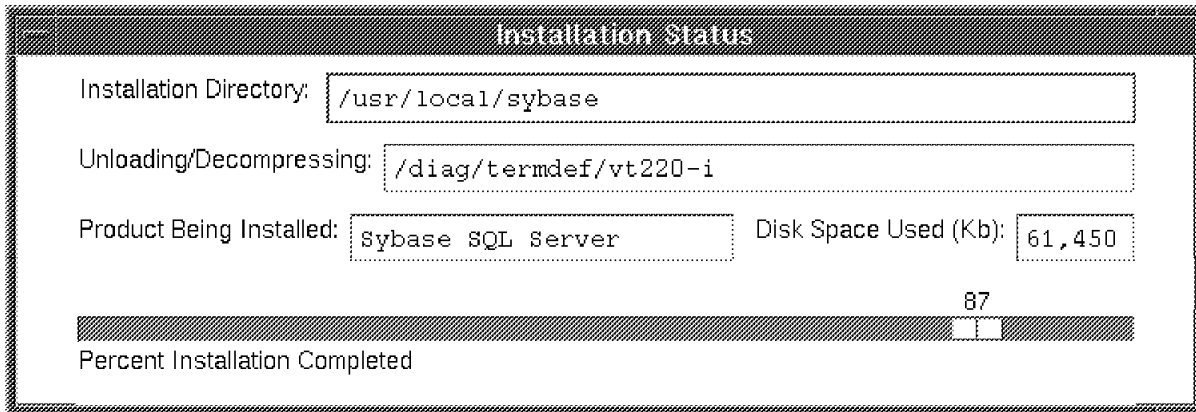 Installation Status
Installation Directory: /usr/local/sybase
Unloading/Decompressing: /diag/termdef/vt220-i
Product Being Installed: Sybase SQL Server Disk Space Used (Kb): 61,450
87
Percent Installation Completed